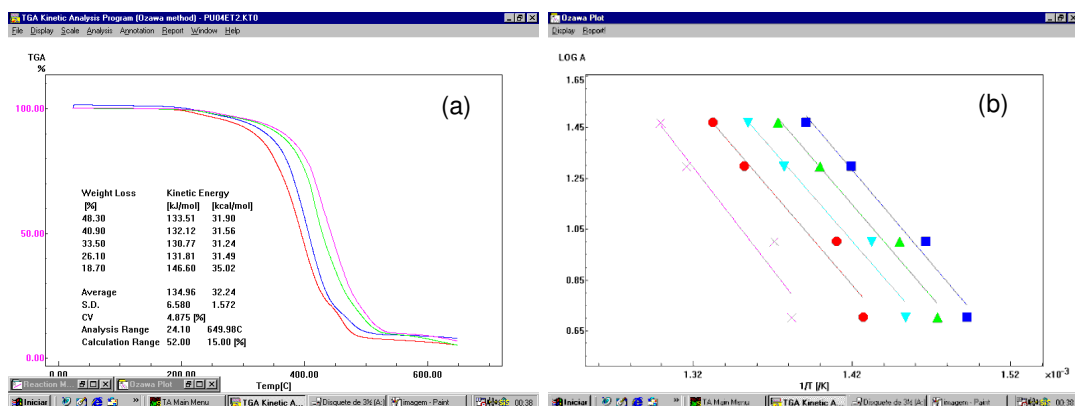 TGA Kinetic Analysis Program (Ozawa method) - PU04ET2.KT0
File Display Scale Analysis Annotation Report Window Help
TGA
%
(a)
100.00
50.00
0.00
Weight Loss Kinetic Energy
[%] [kJ/mol] [kcal/mol]
48.30 133.51 31.90
40.90 132.12 31.56
33.50 130.77 31.24
26.10 131.81 31.49
18.70 146.60 35.02
Average 134.96 32.24
S.D. 6.580 1.572
CV 4.875 [%]
Analysis Range 24.10 649.98C
Calculation Range 52.00 15.00 [%]
0.00 200.00 400.00 600.00
Temp[C]
Reaction M... Ozawa Plot
Iniciar » TA Main Menu TGA Kinetic A... Disquete de 3½ (A:) imagem - Paint 00:38
Ozawa Plot
Display Report!
LOG A
(b)
1.65
1.45
1.25
1.05
0.85
0.65
1.32 1.42 1.52
×10⁻³
1/T [/K]
Iniciar » TA Main Menu TGA Kinetic A... Disquete de 3½ (A:) imagem - Paint